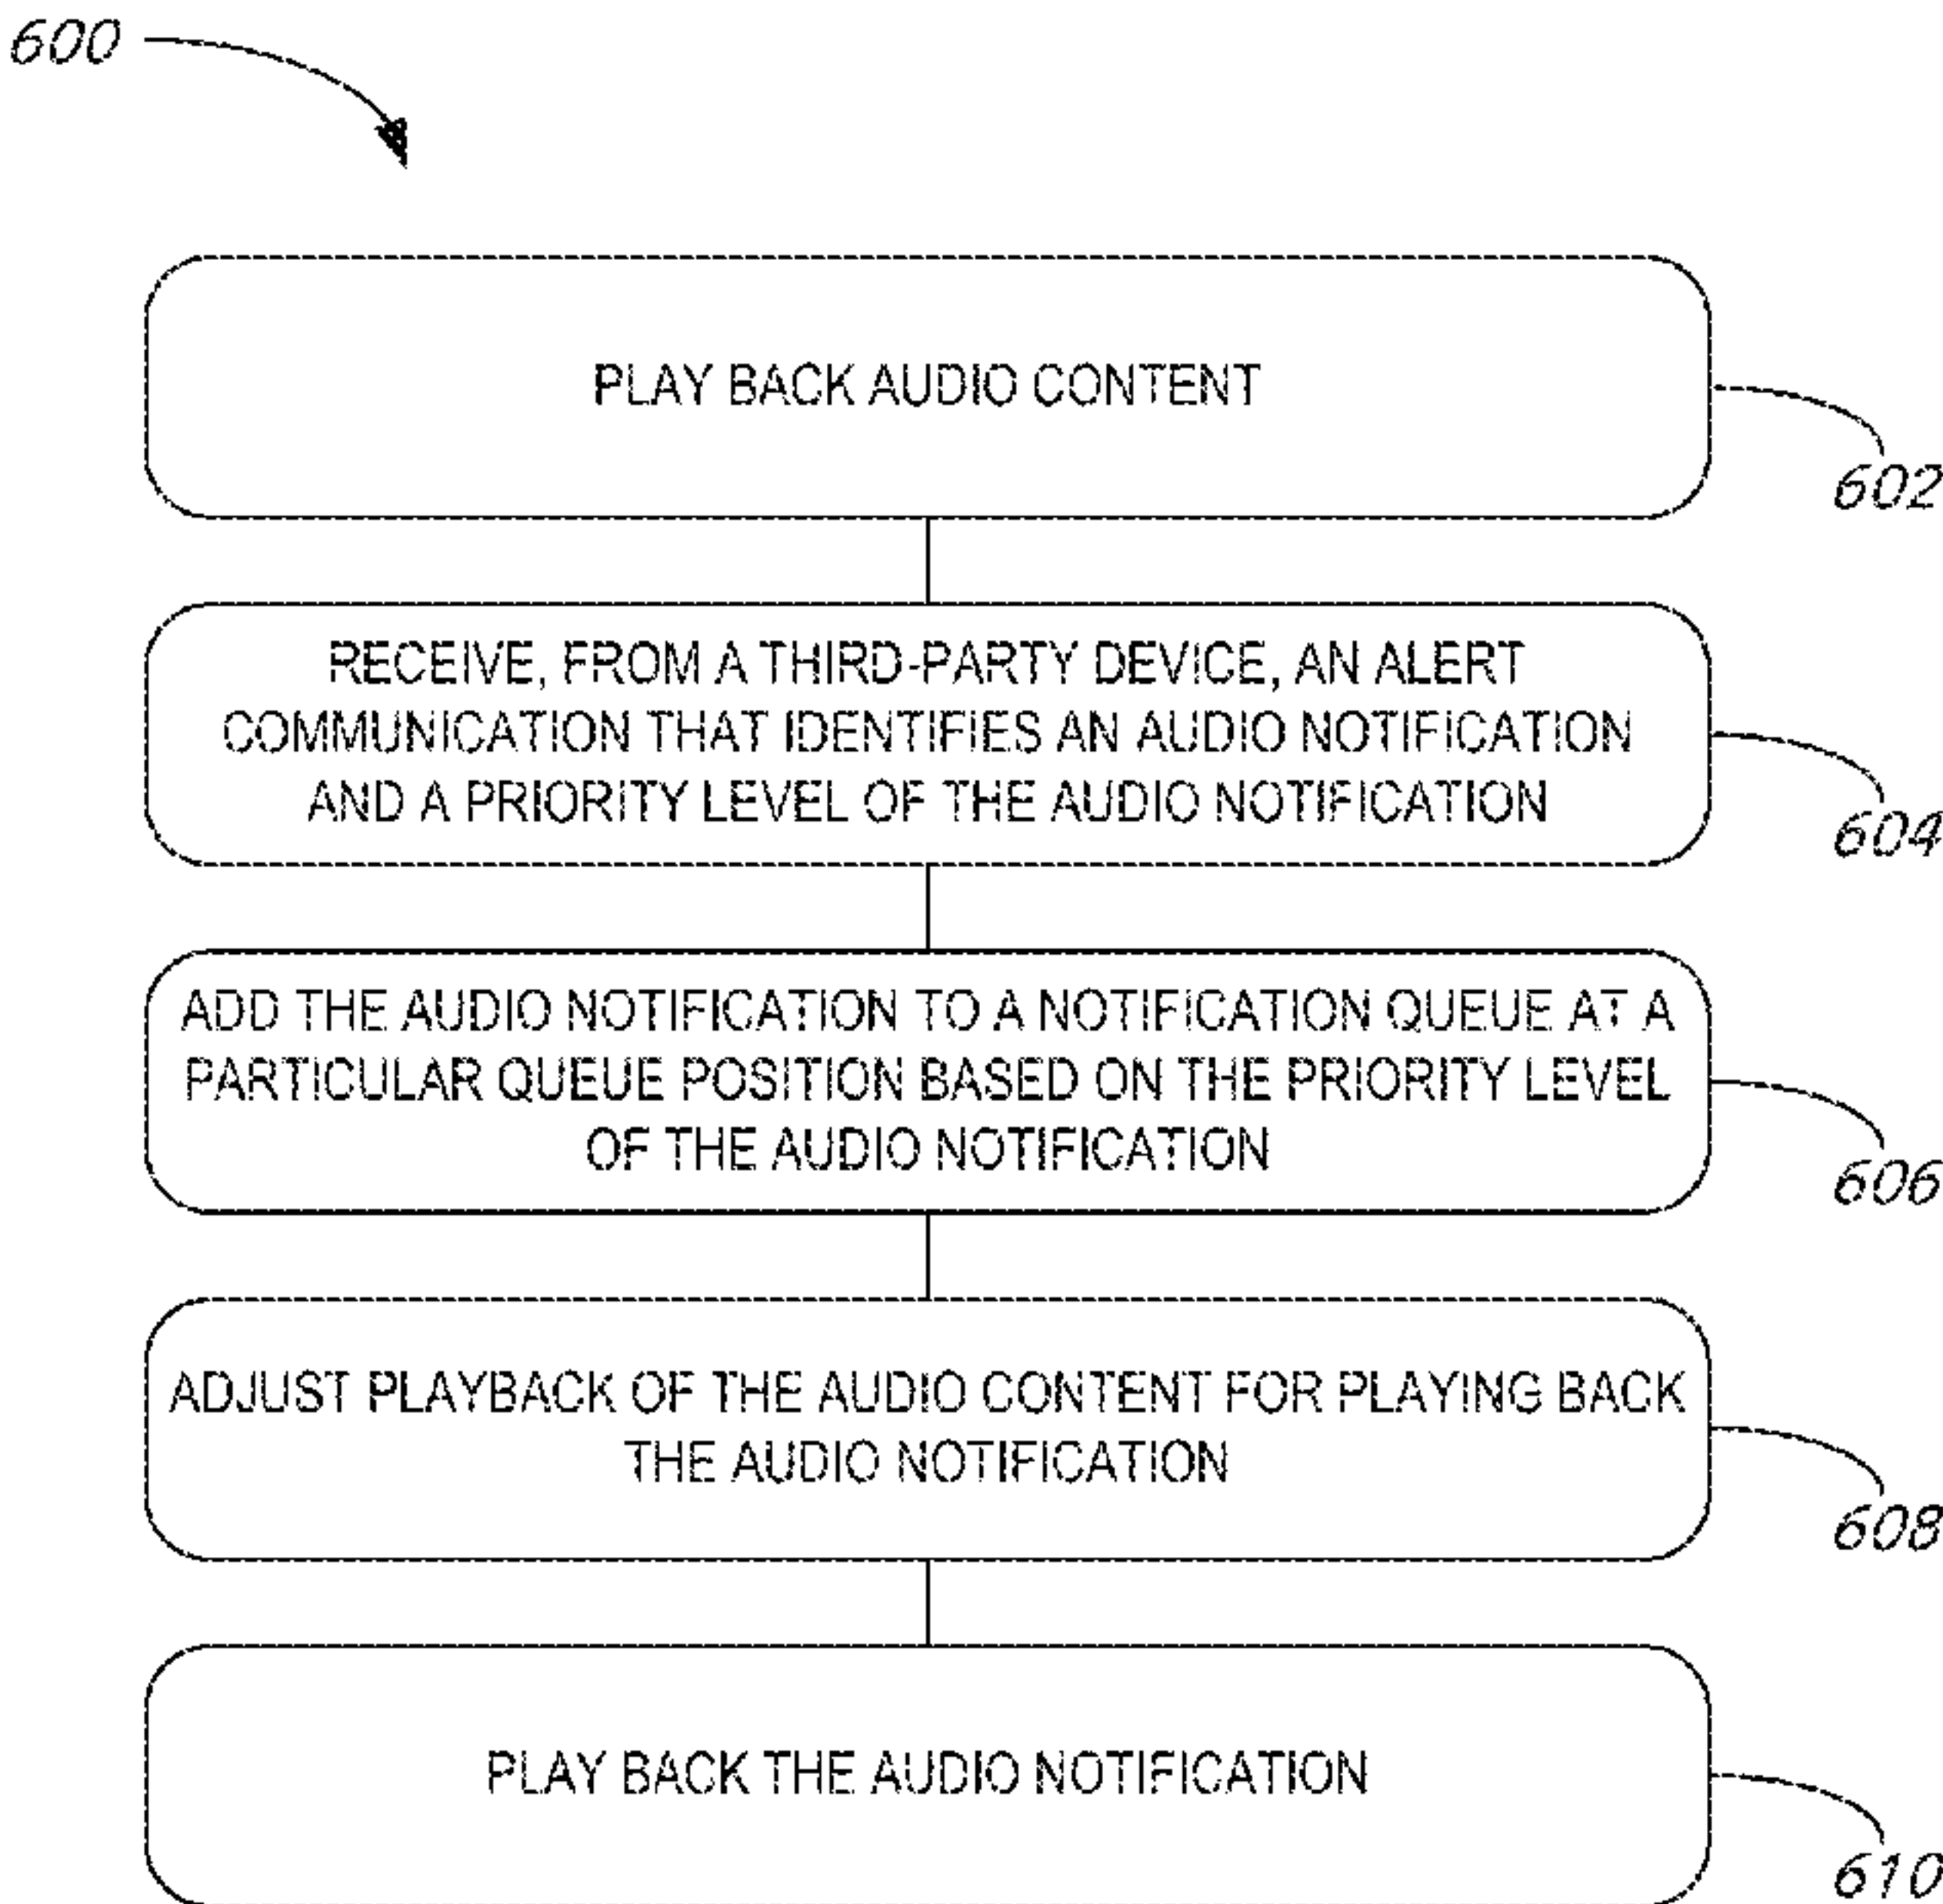 600
PLAY BACK AUDIO CONTENT
602
RECEIVE, FROM A THIRD-PARTY DEVICE, AN ALERT
COMMUNICATION THAT IDENTIFIES AN AUDIO NOTIFICATION
AND A PRIORITY LEVEL OF THE AUDIO NOTIFICATION
604
ADD THE AUDIO NOTIFICATION TO A NOTIFICATION QUEUE AT A
PARTICULAR QUEUE POSITION BASED ON THE PRIORITY LEVEL
OF THE AUDIO NOTIFICATION
606
ADJUST PLAYBACK OF THE AUDIO CONTENT FOR PLAYING BACK
THE AUDIO NOTIFICATION
608
PLAY BACK THE AUDIO NOTIFICATION
610